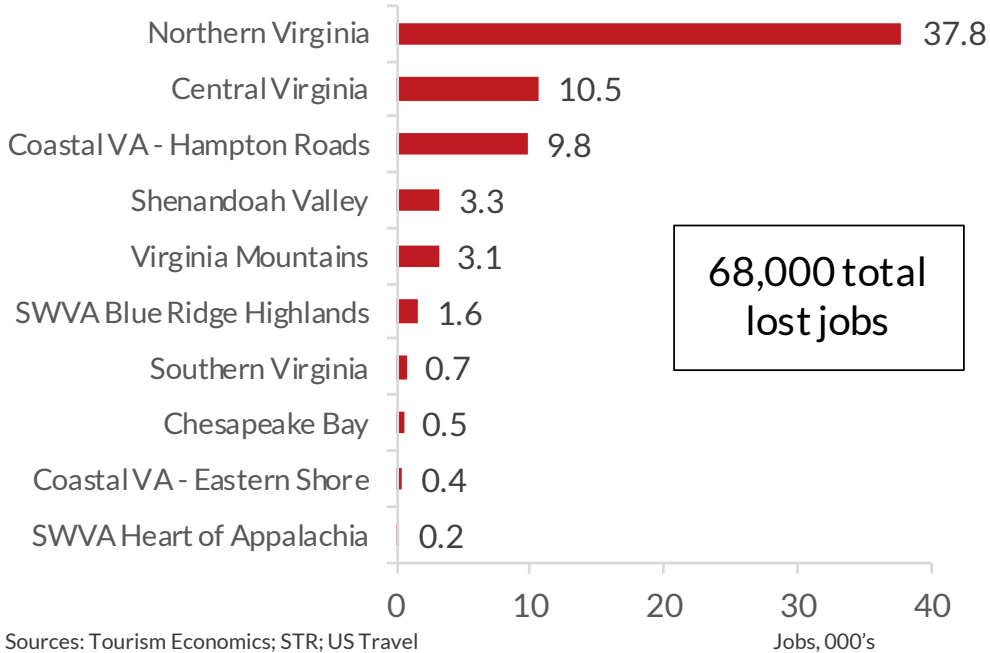 Northern Virginia 37.8
Central Virginia 10.5
Coastal VA - Hampton Roads 9.8
Shenandoah Valley 3.3
Virginia Mountains 3.1
SWVA Blue Ridge Highlands 1.6
Southern Virginia 0.7
Chesapeake Bay 0.5
Coastal VA - Eastern Shore 0.4
SWVA Heart of Appalachia 0.2
68,000 total
lost jobs
0 10 20 30 40
Sources: Tourism Economics; STR; US Travel
Jobs, 000's